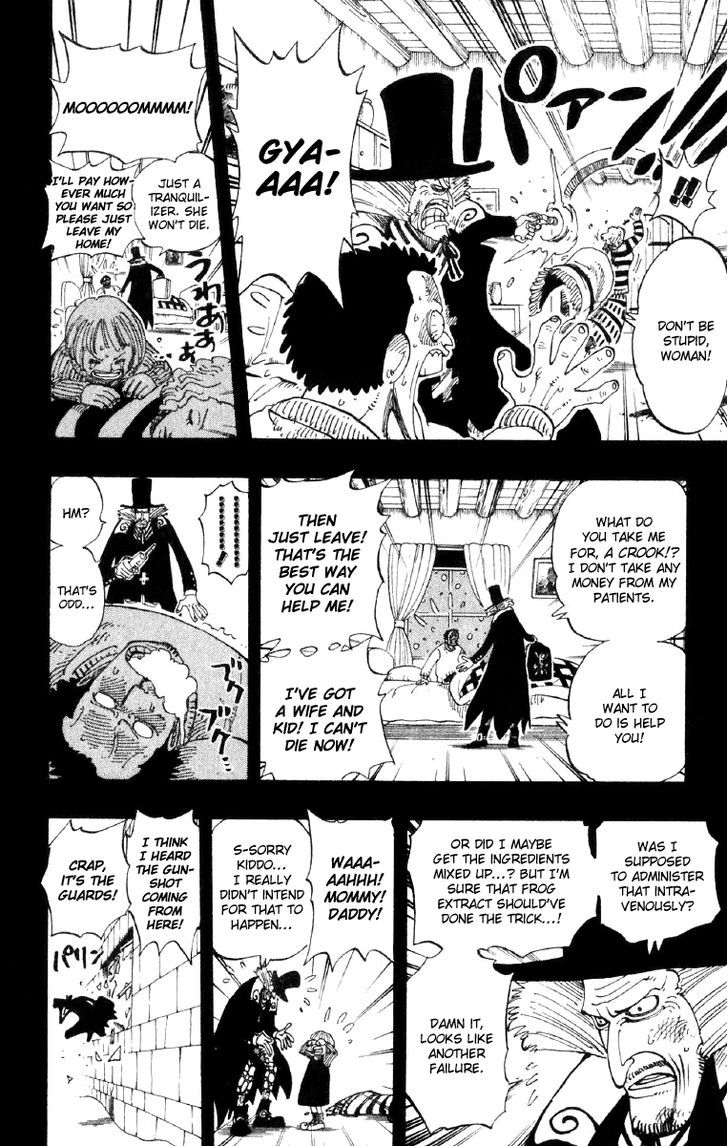 パァン
!!
DON'T BE
STUPID,
WOMAN!
GYA-
AAA!
MOOOOOOMMMM!
JUST A
TRANQUIL-
IZER. SHE
WON'T DIE.
I'LL PAY HOW-
EVER MUCH
YOU WANT SO
PLEASE JUST
LEAVE MY
HOME!
うわああぁ
WHAT DO
YOU TAKE ME
FOR, A CROOK!?
I DON'T TAKE ANY
MONEY FROM MY
PATIENTS.
ALL I
WANT TO
DO IS HELP
YOU!
THEN
JUST LEAVE!
THAT'S THE
BEST WAY
YOU CAN
HELP ME!
I'VE GOT
A WIFE AND
KID! I CAN'T
DIE NOW!
HM?
THAT'S
ODD...
ブクブク
WAS I
SUPPOSED
TO ADMINISTER
THAT INTRA-
VENOUSLY?
OR DID I MAYBE
GET THE INGREDIENTS
MIXED UP...? BUT I'M
SURE THAT FROG
EXTRACT SHOULD'VE
DONE THE TRICK...!
DAMN IT,
LOOKS LIKE
ANOTHER
FAILURE.
WAAA-
AAHHH!
MOMMY!
DADDY!
S-SORRY
KIDDO...
I REALLY
DIDN'T INTEND
FOR THAT TO
HAPPEN...
I THINK
I HEARD
THE GUN-
SHOT
COMING
FROM
HERE!
CRAP,
IT'S THE
GUARDS!
パリン